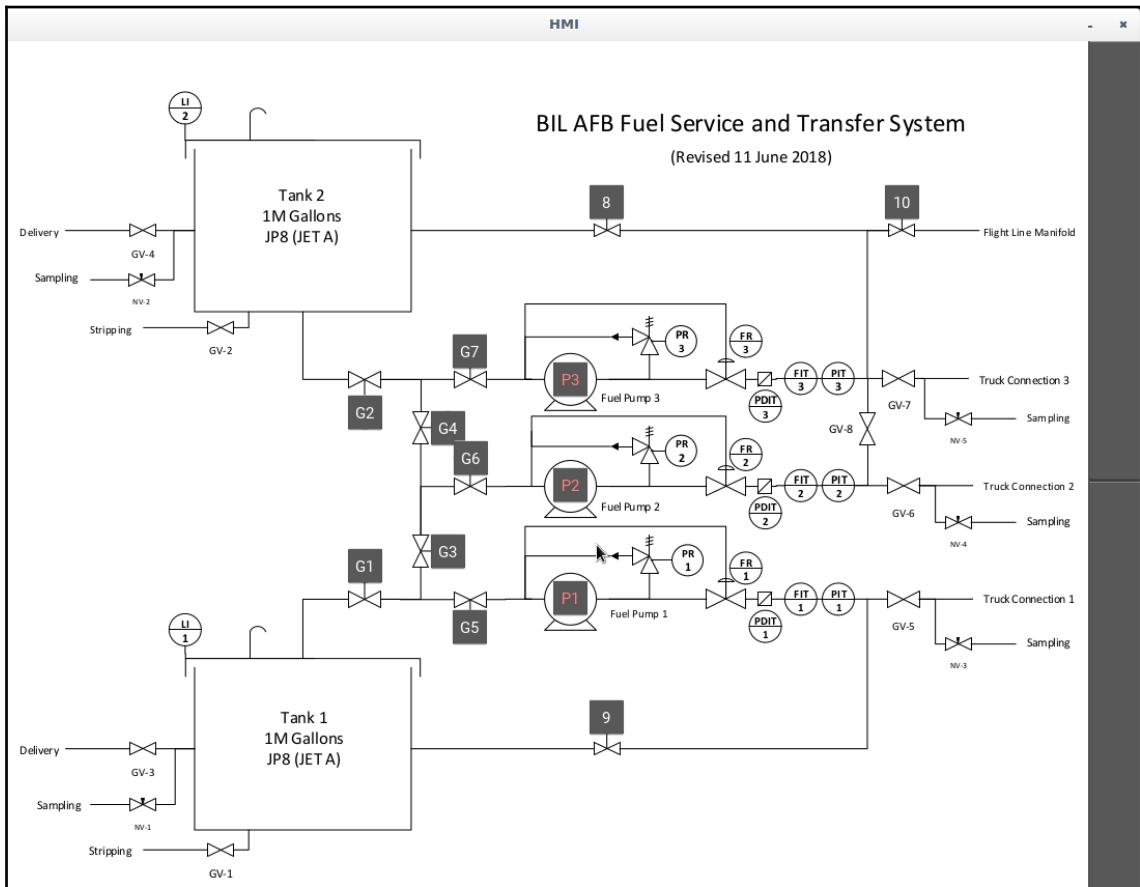 HMI
BIL AFB Fuel Service and Transfer System
(Revised 11 June 2018)
LI
2
Tank 2
1M Gallons
JP8 (JET A)
Delivery
GV-4
Sampling
NV-2
Stripping
GV-2
8
10
Flight Line Manifold
G7
G2
G4
G6
P3
Fuel Pump 3
PR
3
FR
3
PDIT
3
FIT
3
PIT
3
GV-7
Truck Connection 3
Sampling
NV-5
GV-8
P2
Fuel Pump 2
PR
2
FR
2
PDIT
2
FIT
2
PIT
2
GV-6
Truck Connection 2
Sampling
NV-4
G3
G1
G5
P1
Fuel Pump 1
PR
1
FR
1
PDIT
1
FIT
1
PIT
1
GV-5
Truck Connection 1
Sampling
NV-3
LI
1
Tank 1
1M Gallons
JP8 (JET A)
9
Delivery
GV-3
Sampling
NV-1
Stripping
GV-1